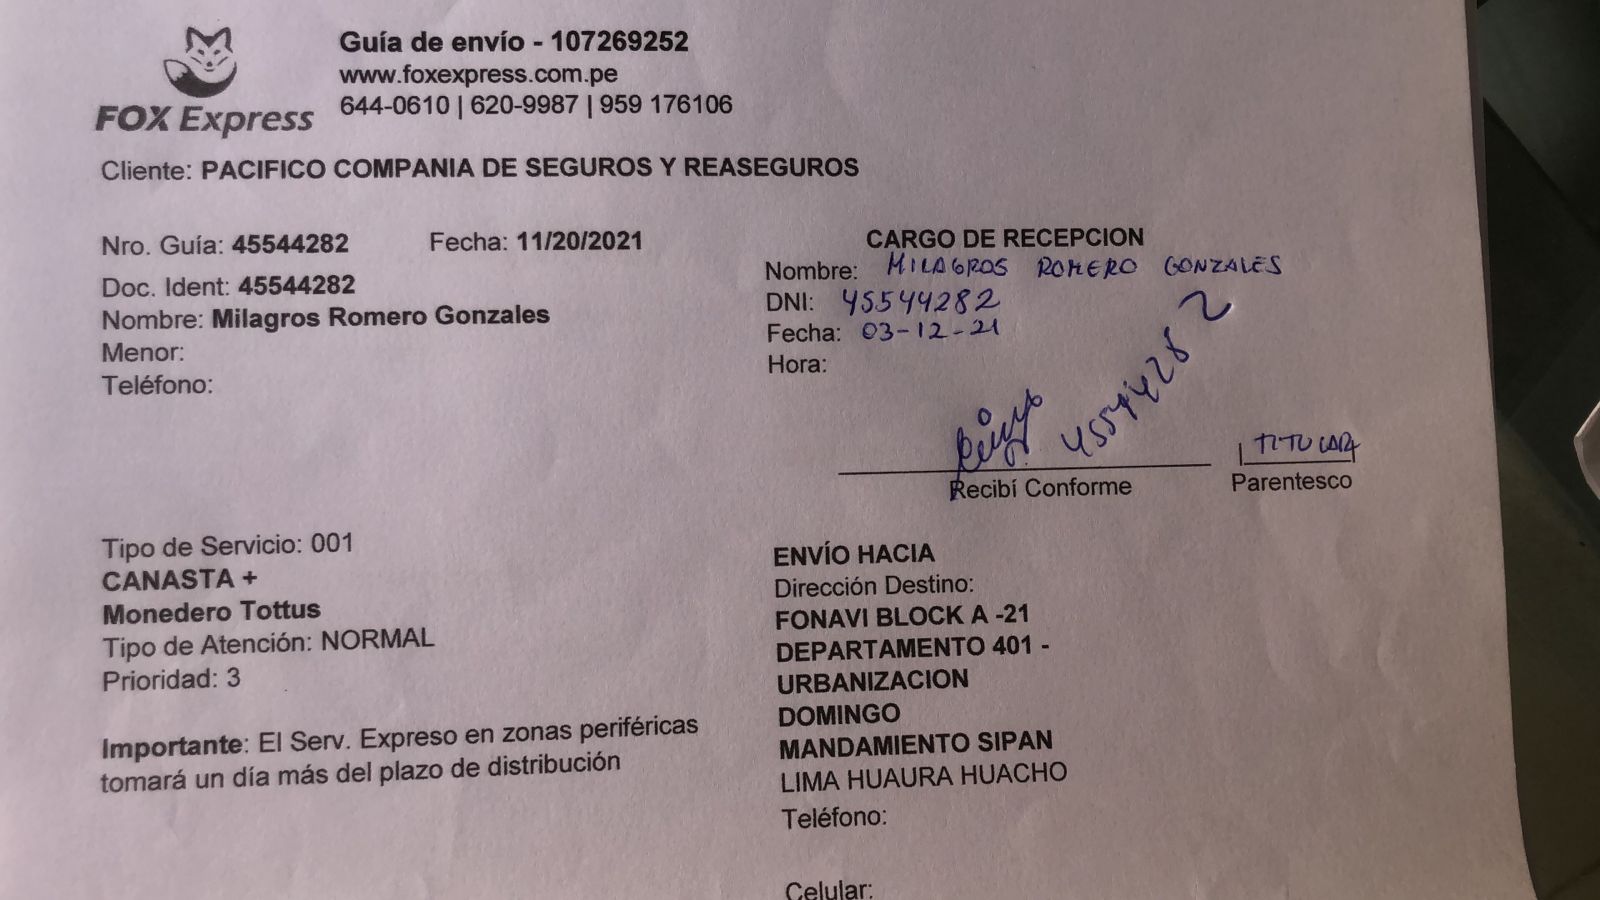 FOX Express
Guía de envío - 107269252
www.foxexpress.com.pe
644-0610 | 620-9987 | 959 176106
Cliente: PACIFICO COMPANIA DE SEGUROS Y REASEGUROS
Nro. Guía: 45544282 Fecha: 11/20/2021
Doc. Ident: 45544282
Nombre: Milagros Romero Gonzales
Menor:
Teléfono:
CARGO DE RECEPCION
Nombre: MILAGROS ROMERO GONZALES
DNI: 45544282
Fecha: 03-12-21
Hora:
45544282
TITULAR
Recibí Conforme
Parentesco
Tipo de Servicio: 001
CANASTA +
Monedero Tottus
Tipo de Atención: NORMAL
Prioridad: 3
Importante: El Serv. Expreso en zonas periféricas
tomará un día más del plazo de distribución
ENVÍO HACIA
Dirección Destino:
FONAVI BLOCK A -21
DEPARTAMENTO 401 -
URBANIZACION
DOMINGO
MANDAMIENTO SIPAN
LIMA HUAURA HUACHO
Teléfono:
Celular: